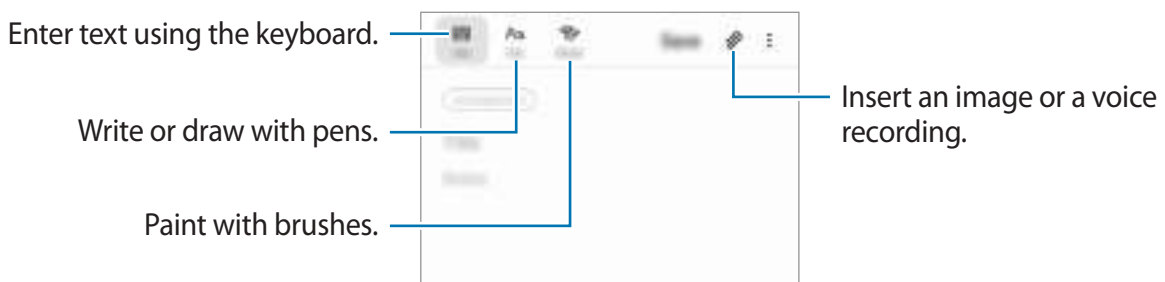 Enter text using the keyboard.
Write or draw with pens.
Paint with brushes.
Save
Insert an image or a voice
recording.